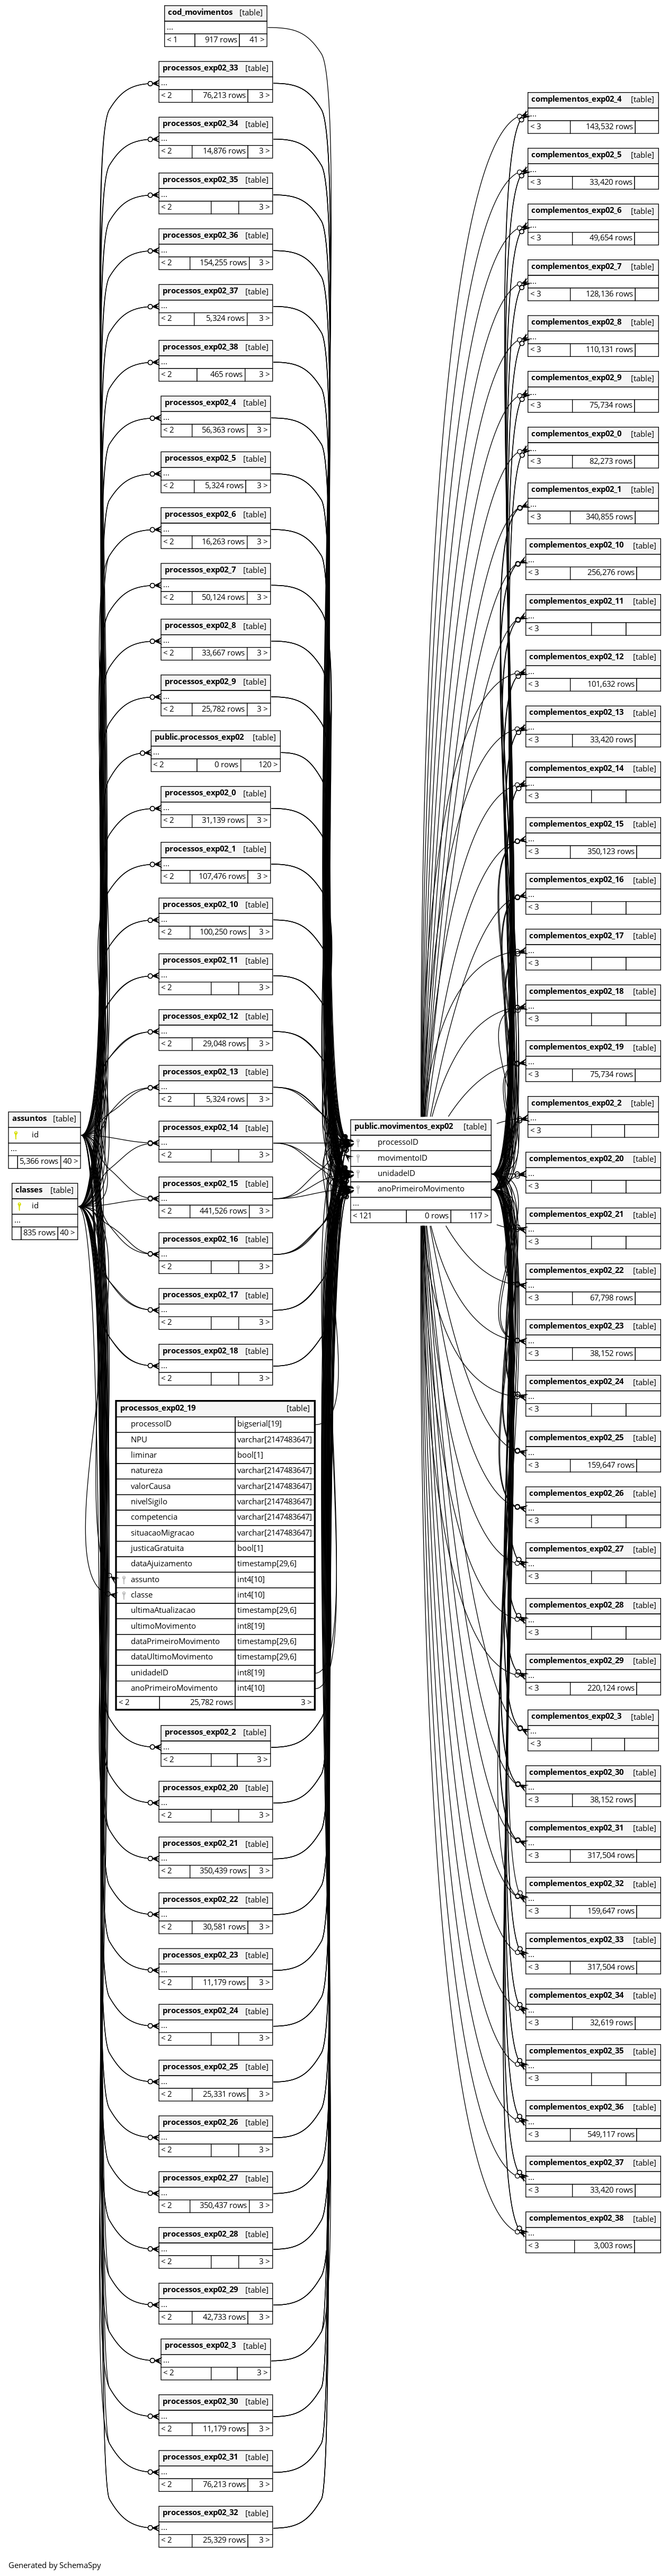 cod_movimentos [table]
...
< 1 917 rows 41 >
processos_exp02_33 [table]
...
< 2 76,213 rows 3 >
processos_exp02_34 [table]
...
< 2 14,876 rows 3 >
processos_exp02_35 [table]
...
< 2 3 >
processos_exp02_36 [table]
...
< 2 154,255 rows 3 >
processos_exp02_37 [table]
...
< 2 5,324 rows 3 >
processos_exp02_38 [table]
...
< 2 465 rows 3 >
processos_exp02_4 [table]
...
< 2 56,363 rows 3 >
processos_exp02_5 [table]
...
< 2 5,324 rows 3 >
processos_exp02_6 [table]
...
< 2 16,263 rows 3 >
processos_exp02_7 [table]
...
< 2 50,124 rows 3 >
processos_exp02_8 [table]
...
< 2 33,667 rows 3 >
processos_exp02_9 [table]
...
< 2 25,782 rows 3 >
public.processos_exp02 [table]
...
< 2 0 rows 120 >
processos_exp02_0 [table]
...
< 2 31,139 rows 3 >
processos_exp02_1 [table]
...
< 2 107,476 rows 3 >
processos_exp02_10 [table]
...
< 2 100,250 rows 3 >
processos_exp02_11 [table]
...
< 2 3 >
processos_exp02_12 [table]
...
< 2 29,048 rows 3 >
processos_exp02_13 [table]
...
< 2 5,324 rows 3 >
processos_exp02_14 [table]
...
< 2 3 >
processos_exp02_15 [table]
...
< 2 441,526 rows 3 >
processos_exp02_16 [table]
...
< 2 3 >
processos_exp02_17 [table]
...
< 2 3 >
processos_exp02_18 [table]
...
< 2 3 >
processos_exp02_19 [table]
processoID bigserial[19]
NPU varchar[2147483647]
liminar bool[1]
natureza varchar[2147483647]
valorCausa varchar[2147483647]
nivelSigilo varchar[2147483647]
competencia varchar[2147483647]
situacaoMigracao varchar[2147483647]
justicaGratuita bool[1]
dataAjuizamento timestamp[29,6]
assunto int4[10]
classe int4[10]
ultimaAtualizacao timestamp[29,6]
ultimoMovimento int8[19]
dataPrimeiroMovimento timestamp[29,6]
dataUltimoMovimento timestamp[29,6]
unidadeID int8[19]
anoPrimeiroMovimento int4[10]
< 2 25,782 rows 3 >
processos_exp02_2 [table]
...
< 2 3 >
processos_exp02_20 [table]
...
< 2 3 >
processos_exp02_21 [table]
...
< 2 350,439 rows 3 >
processos_exp02_22 [table]
...
< 2 30,581 rows 3 >
processos_exp02_23 [table]
...
< 2 11,179 rows 3 >
processos_exp02_24 [table]
...
< 2 3 >
processos_exp02_25 [table]
...
< 2 25,331 rows 3 >
processos_exp02_26 [table]
...
< 2 3 >
processos_exp02_27 [table]
...
< 2 350,437 rows 3 >
processos_exp02_28 [table]
...
< 2 3 >
processos_exp02_29 [table]
...
< 2 42,733 rows 3 >
processos_exp02_3 [table]
...
< 2 3 >
processos_exp02_30 [table]
...
< 2 11,179 rows 3 >
processos_exp02_31 [table]
...
< 2 76,213 rows 3 >
processos_exp02_32 [table]
...
< 2 25,329 rows 3 >
assuntos [table]
id
...
5,366 rows 40 >
classes [table]
id
...
835 rows 40 >
public.movimentos_exp02 [table]
processoID
movimentoID
unidadeID
anoPrimeiroMovimento
...
< 121 0 rows 117 >
complementos_exp02_4 [table]
...
< 3 143,532 rows
complementos_exp02_5 [table]
...
< 3 33,420 rows
complementos_exp02_6 [table]
...
< 3 49,654 rows
complementos_exp02_7 [table]
...
< 3 128,136 rows
complementos_exp02_8 [table]
...
< 3 110,131 rows
complementos_exp02_9 [table]
...
< 3 75,734 rows
complementos_exp02_0 [table]
...
< 3 82,273 rows
complementos_exp02_1 [table]
...
< 3 340,855 rows
complementos_exp02_10 [table]
...
< 3 256,276 rows
complementos_exp02_11 [table]
...
< 3
complementos_exp02_12 [table]
...
< 3 101,632 rows
complementos_exp02_13 [table]
...
< 3 33,420 rows
complementos_exp02_14 [table]
...
< 3
complementos_exp02_15 [table]
...
< 3 350,123 rows
complementos_exp02_16 [table]
...
< 3
complementos_exp02_17 [table]
...
< 3
complementos_exp02_18 [table]
...
< 3
complementos_exp02_19 [table]
...
< 3 75,734 rows
complementos_exp02_2 [table]
...
< 3
complementos_exp02_20 [table]
...
< 3
complementos_exp02_21 [table]
...
< 3
complementos_exp02_22 [table]
...
< 3 67,798 rows
complementos_exp02_23 [table]
...
< 3 38,152 rows
complementos_exp02_24 [table]
...
< 3
complementos_exp02_25 [table]
...
< 3 159,647 rows
complementos_exp02_26 [table]
...
< 3
complementos_exp02_27 [table]
...
< 3
complementos_exp02_28 [table]
...
< 3
complementos_exp02_29 [table]
...
< 3 220,124 rows
complementos_exp02_3 [table]
...
< 3
complementos_exp02_30 [table]
...
< 3 38,152 rows
complementos_exp02_31 [table]
...
< 3 317,504 rows
complementos_exp02_32 [table]
...
< 3 159,647 rows
complementos_exp02_33 [table]
...
< 3 317,504 rows
complementos_exp02_34 [table]
...
< 3 32,619 rows
complementos_exp02_35 [table]
...
< 3
complementos_exp02_36 [table]
...
< 3 549,117 rows
complementos_exp02_37 [table]
...
< 3 33,420 rows
complementos_exp02_38 [table]
...
< 3 3,003 rows
Generated by SchemaSpy